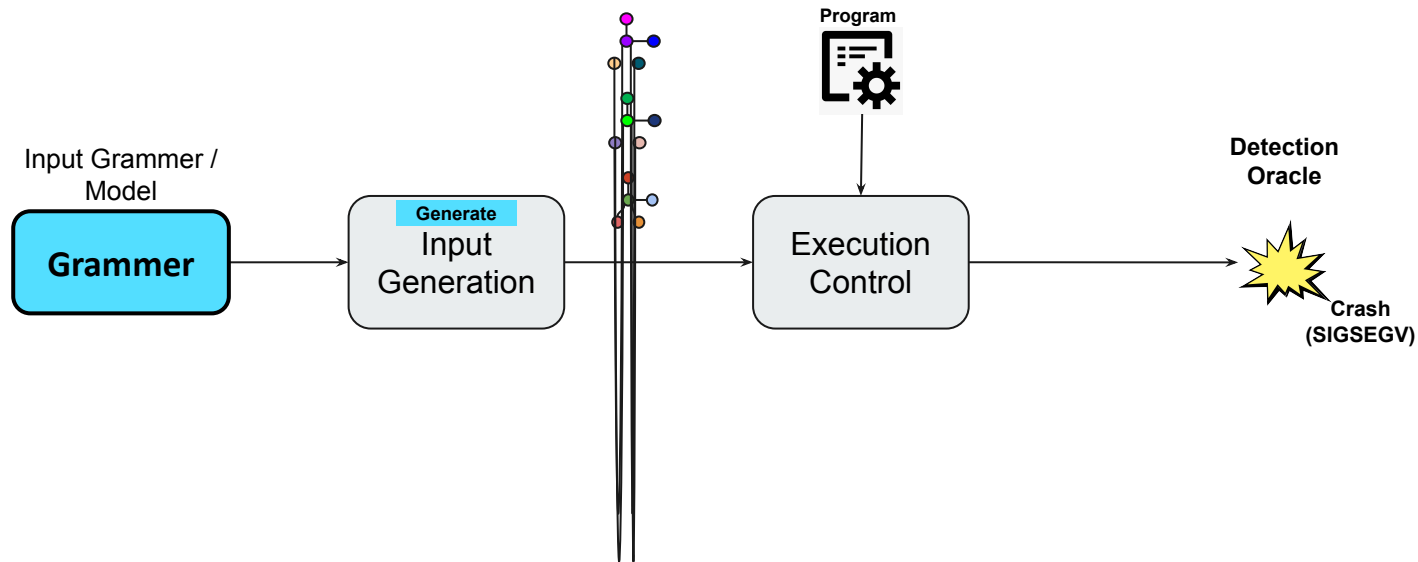 Input Grammer /
Model
Grammer
Generate
Input
Generation
Program
Execution
Control
Detection
Oracle
Crash
(SIGSEGV)